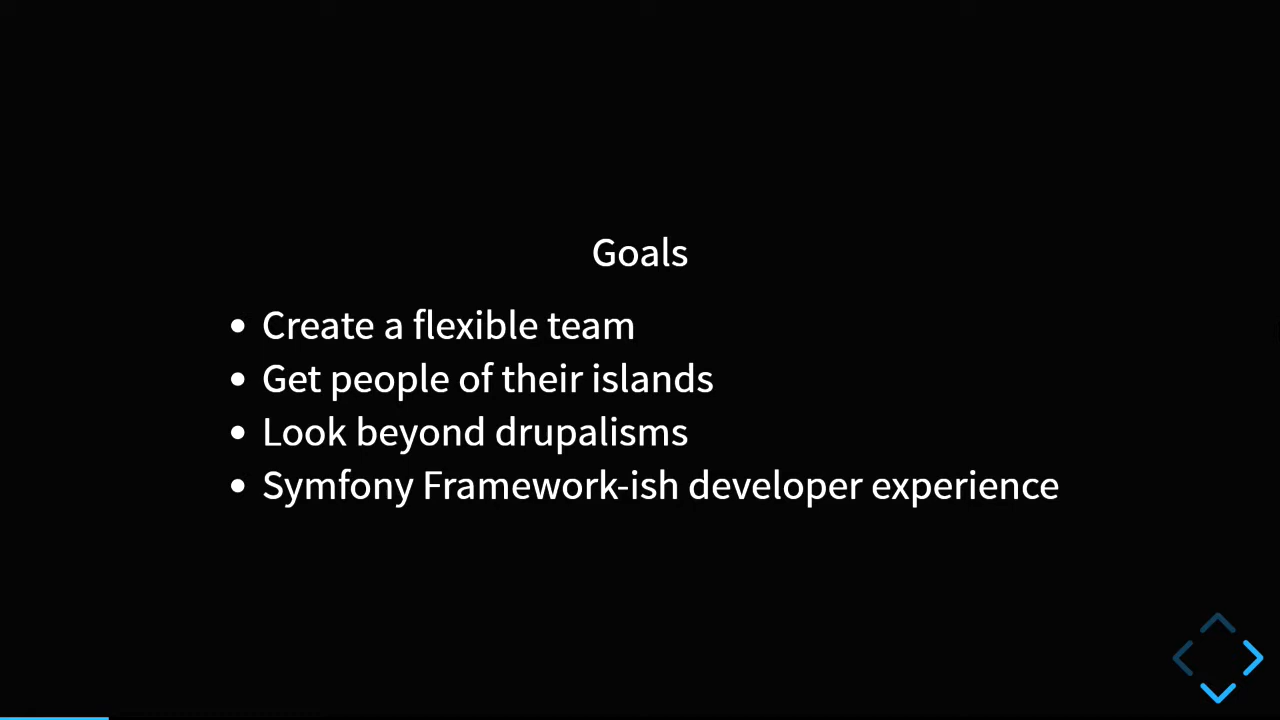 Goals
• Create a flexible team
• Get people of their islands
• Look beyond drupalisms
• Symfony Framework-ish developer experience